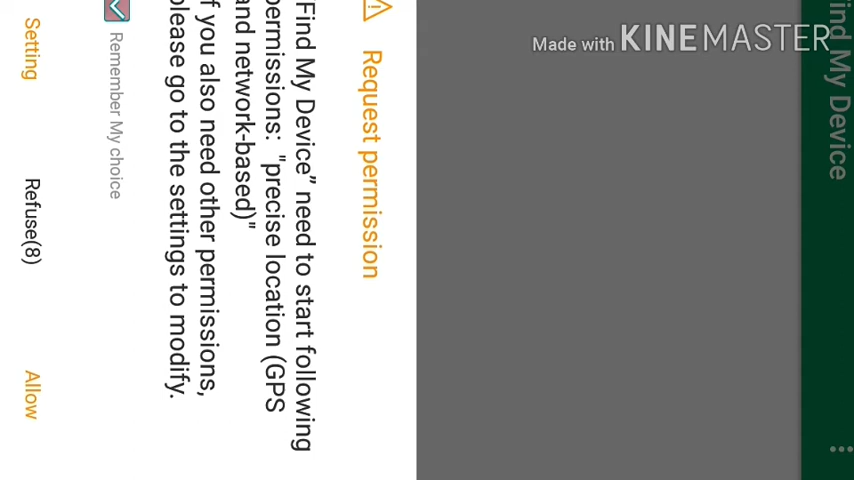 Made with KINEMASTER
Find My Device
Request permission
Find My Device" need to start following
permissions: "precise location (GPS
and network-based)"
If you also need other permissions,
please go to the settings to modify.
Remember My choice
Setting
Refuse(8)
Allow